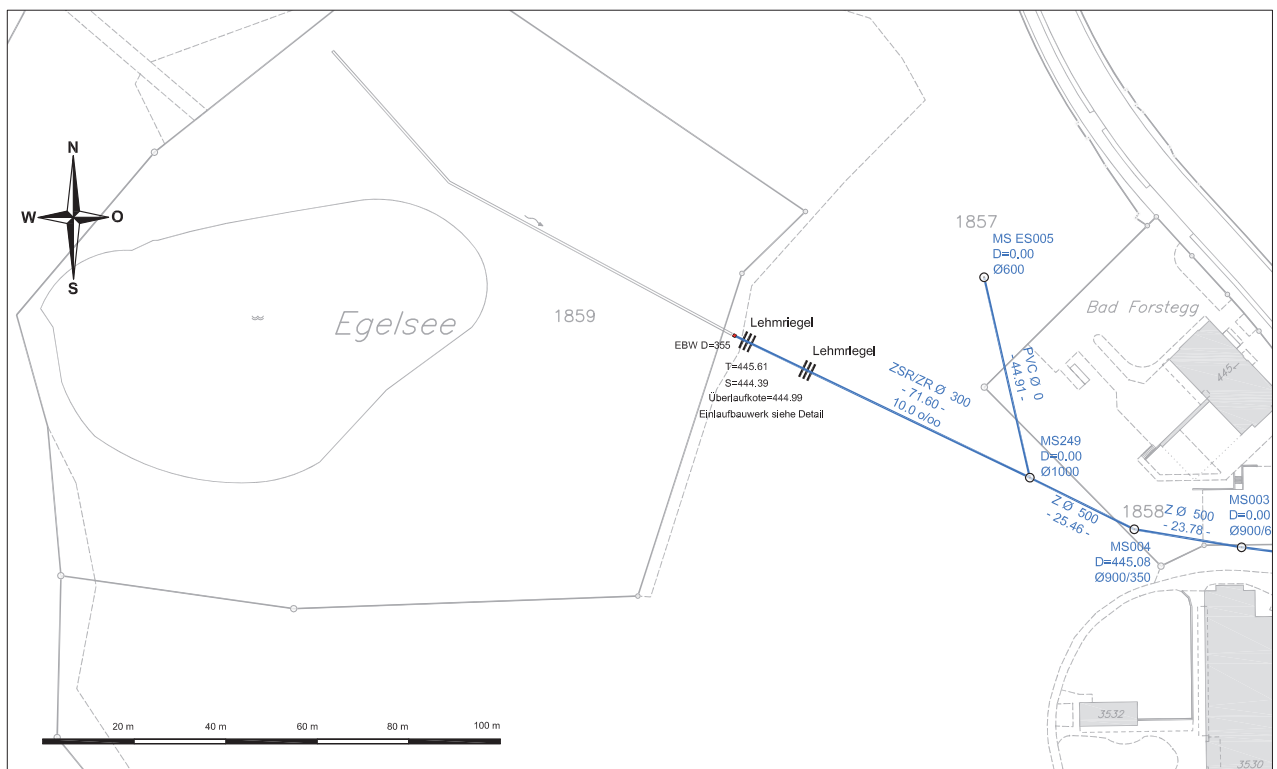 N
W
O
S
Egelsee
1859
1857
MS ES005
D=0.00
Ø600
Bad Forstegg
445
Lehmriegel
EBW D=355
Lehmriegel
T=445.61
S=444.39
Überlaufkote=444.99
Einlaufbauwerk siehe Detail
ZSR/ZR Ø 300
- 71.60 -
10.0 o/oo
PVC Ø 0
- 44.91 -
MS249
D=0.00
Ø1000
Z Ø 500
- 25.46 -
1858
Z Ø 500
- 23.78 -
MS003
D=0.00
Ø900/6
MS004
D=445.08
Ø900/350
3532
3530
20 m
40 m
60 m
80 m
100 m